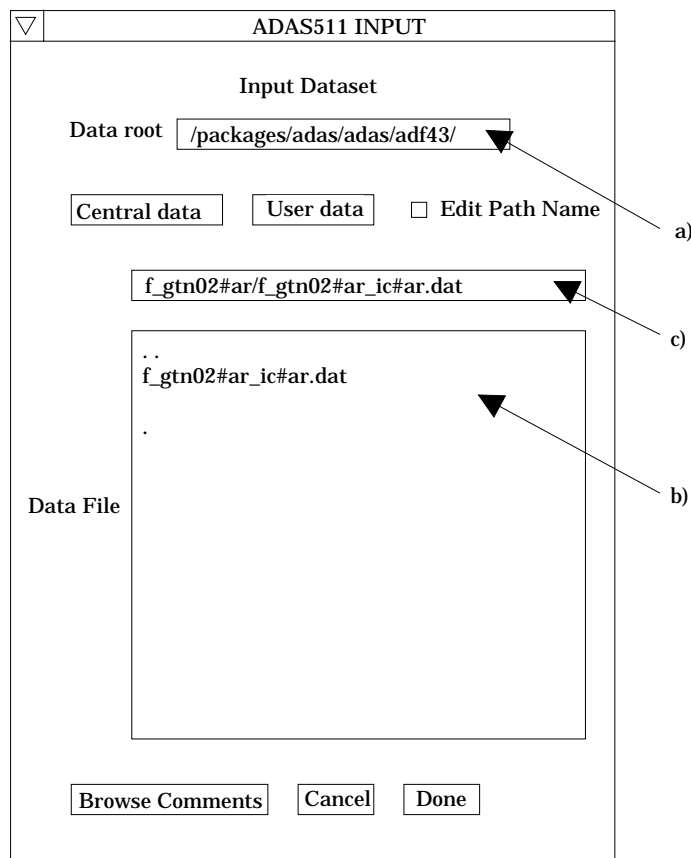 ADAS511 INPUT
Input Dataset
Data root /packages/adas/adas/adf43/
Central data User data Edit Path Name
a)
f_gtn02#ar/f_gtn02#ar_ic#ar.dat
c)
. .
f_gtn02#ar_ic#ar.dat
.
b)
Data File
Browse Comments Cancel Done